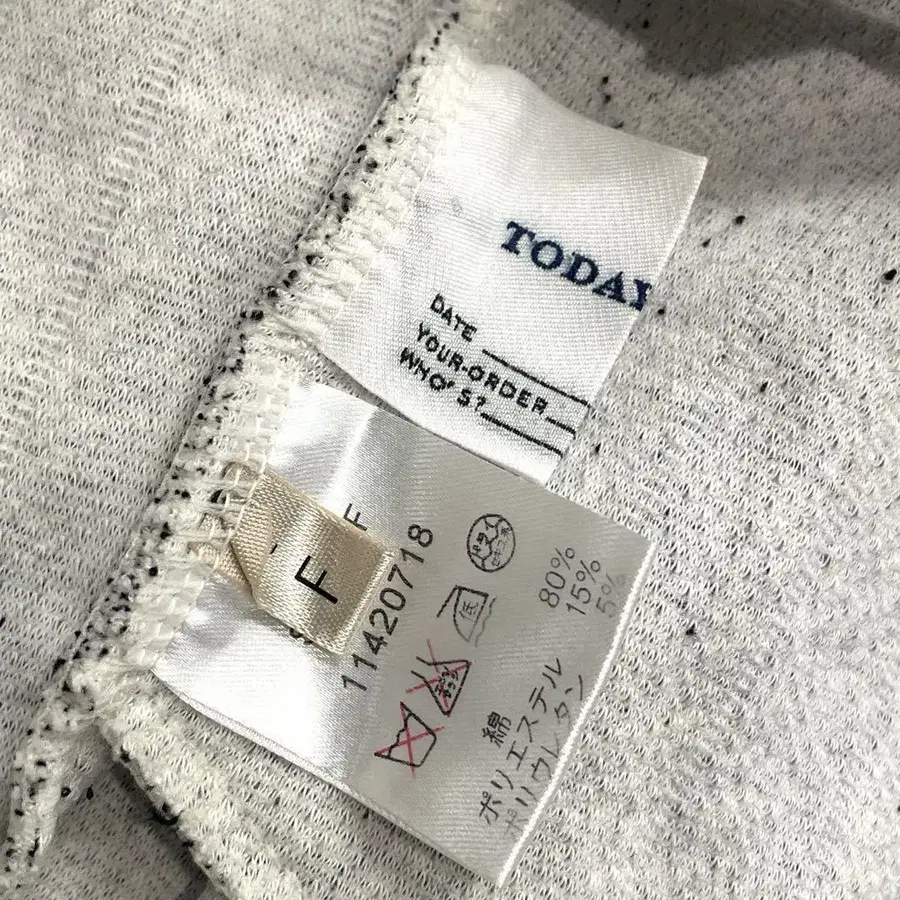 TODAY
DATE
YOUR-ORDER
WHO'S?
F
F
11420718
低
綿 80%
ポリエステル 15%
ポリウレタン 5%